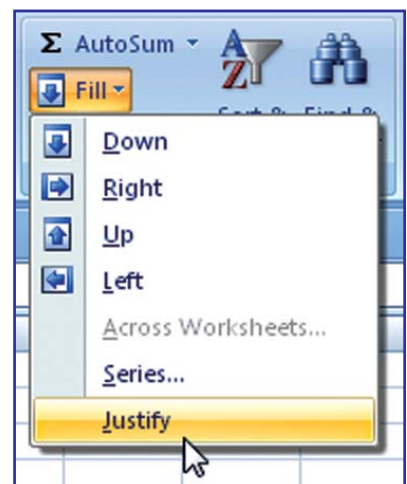 Σ AutoSum
Fill
Down
Right
Up
Left
Across Worksheets...
Series...
Justify